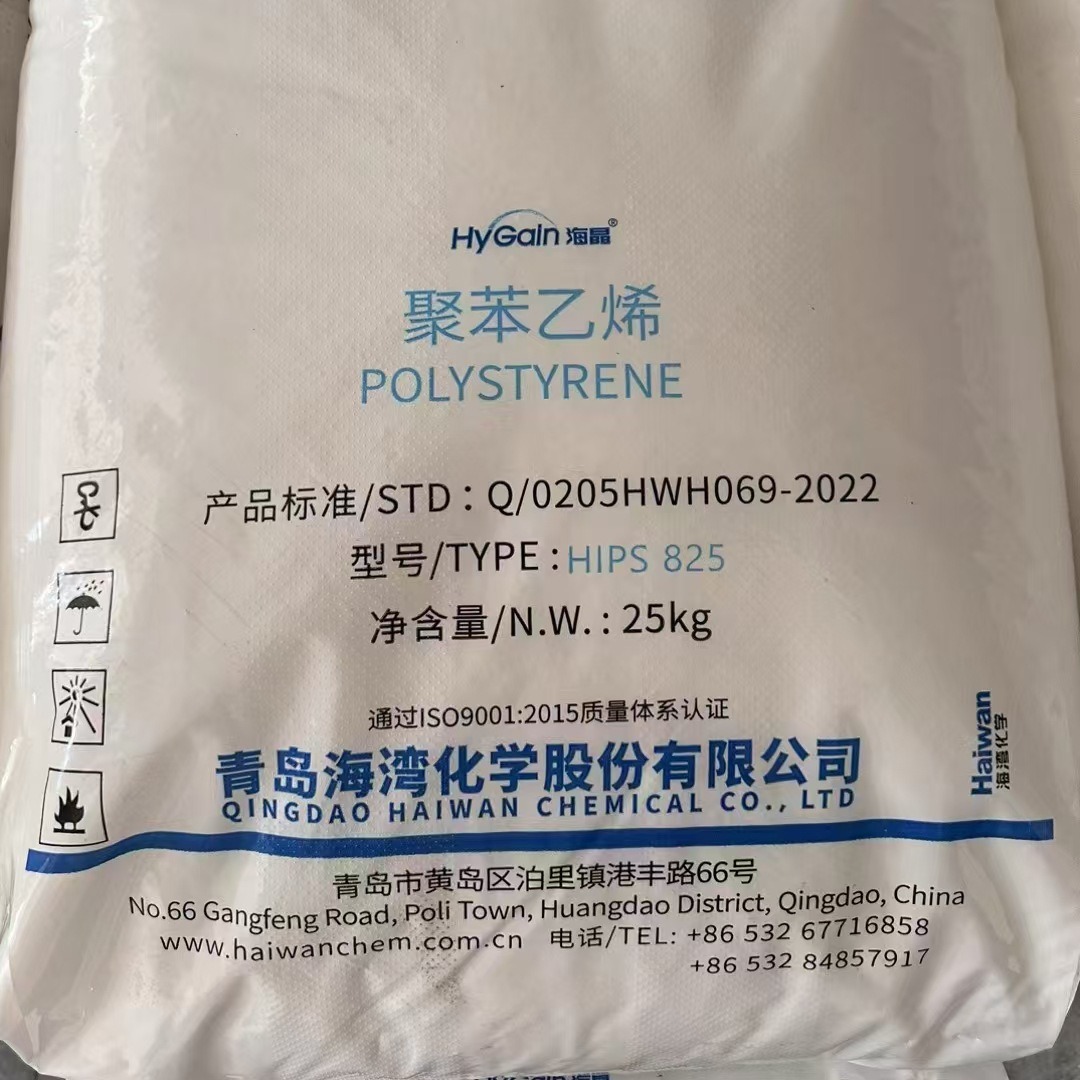 HyGain 海晶®
聚苯乙烯
POLYSTYRENE
产品标准/STD：Q/0205HWH069-2022
型号/TYPE：HIPS 825
净含量/N.W.：25kg
通过ISO9001:2015质量体系认证
青岛海湾化学股份有限公司
QINGDAO HAIWAN CHEMICAL CO., LTD
Haiwan
海湾化学
青岛市黄岛区泊里镇港丰路66号
No.66 Gangfeng Road, Poli Town, Huangdao District, Qingdao, China
www.haiwanchem.com.cn 电话/TEL: +86 532 67716858
+86 532 84857917
HyGain 海晶